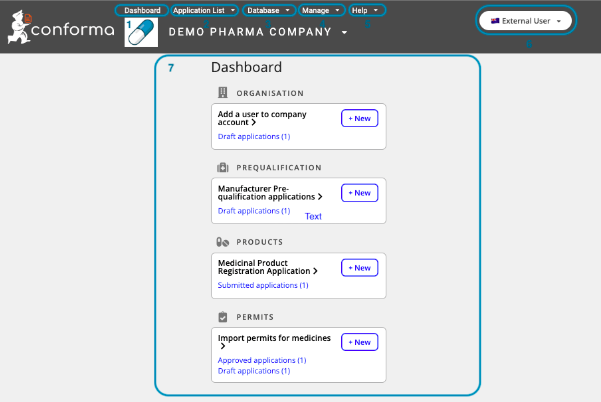 Dashboard Application List Database Manage Help
conforma
1
DEMO PHARMA COMPANY
External User
7
Dashboard
ORGANISATION
Add a user to company
account
+ New
Draft applications (1)
PREQUALIFICATION
Manufacturer Pre-
qualification applications
+ New
Draft applications (1)
Text
PRODUCTS
Medicinal Product
Registration Application
+ New
Submitted applications (1)
PERMITS
Import permits for medicines
+ New
Approved applications (1)
Draft applications (1)